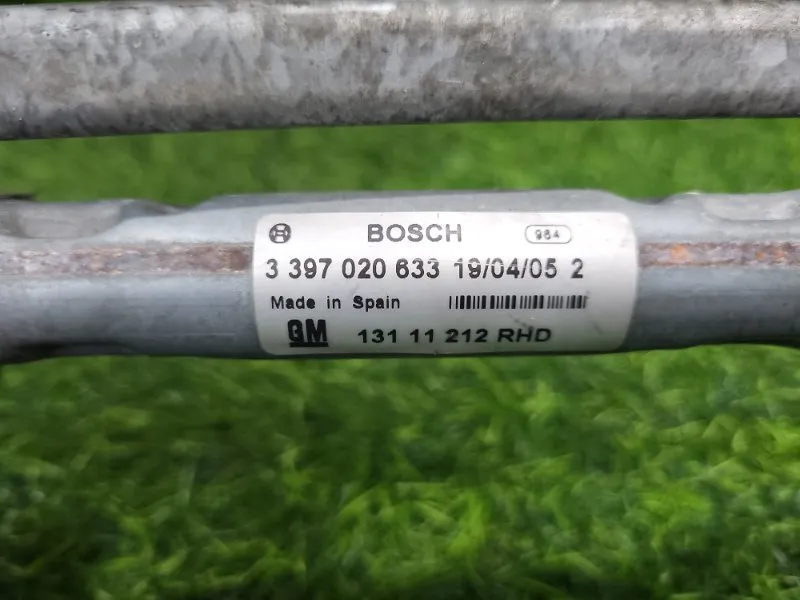 BOSCH 984
3 397 020 633 19/04/05 2
Made in Spain
GM 131 11 212 RHD